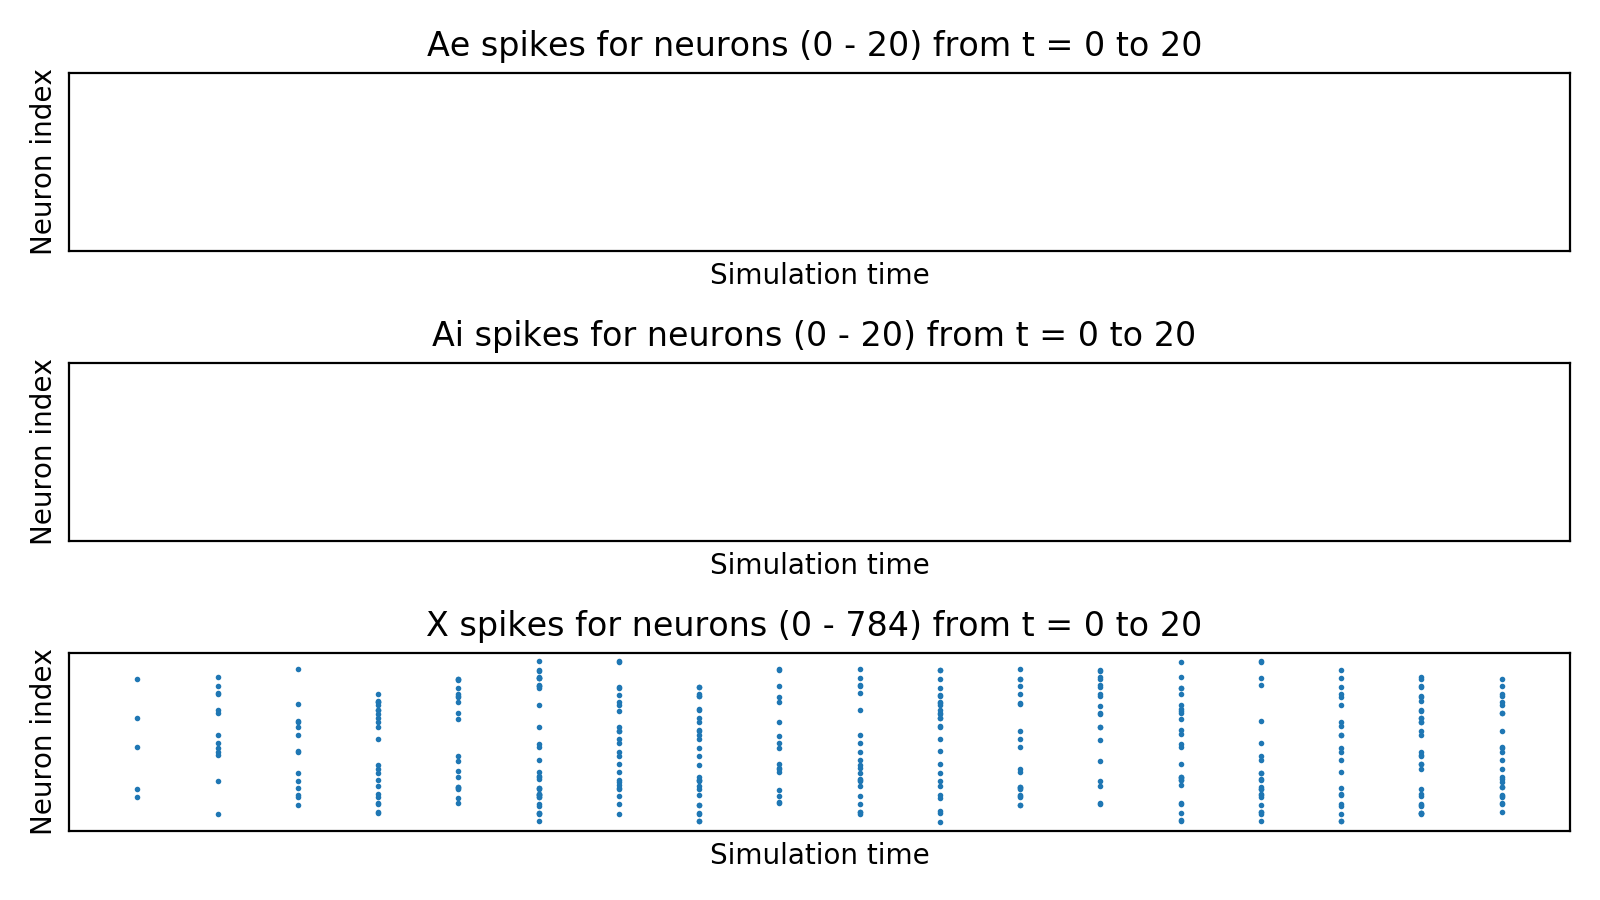 Ae spikes for neurons (0 - 20) from t = 0 to 20
Neuron index
Simulation time
Ai spikes for neurons (0 - 20) from t = 0 to 20
Neuron index
Simulation time
X spikes for neurons (0 - 784) from t = 0 to 20
Neuron index
Simulation time